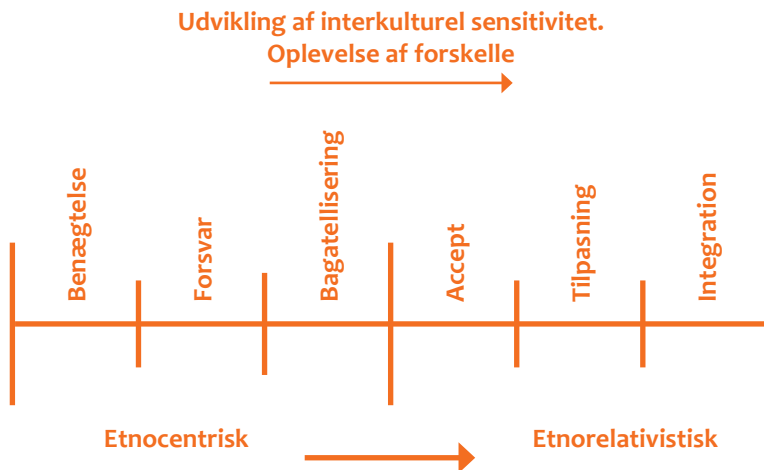 Udvikling af interkulturel sensitivitet.
Oplevelse af forskelle
Benægtelse
Forsvar
Bagatellisering
Accept
Tilpasning
Integration
Etnocentrisk
Etnorelativistisk